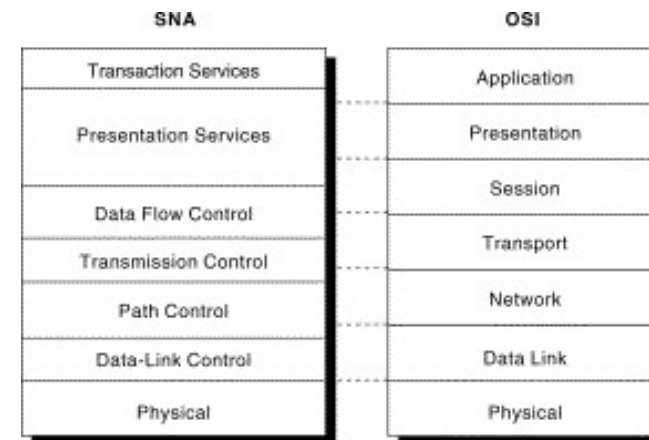 SNA
Transaction Services
Presentation Services
Data Flow Control
Transmission Control
Path Control
Data-Link Control
Physical
OSI
Application
Presentation
Session
Transport
Network
Data Link
Physical